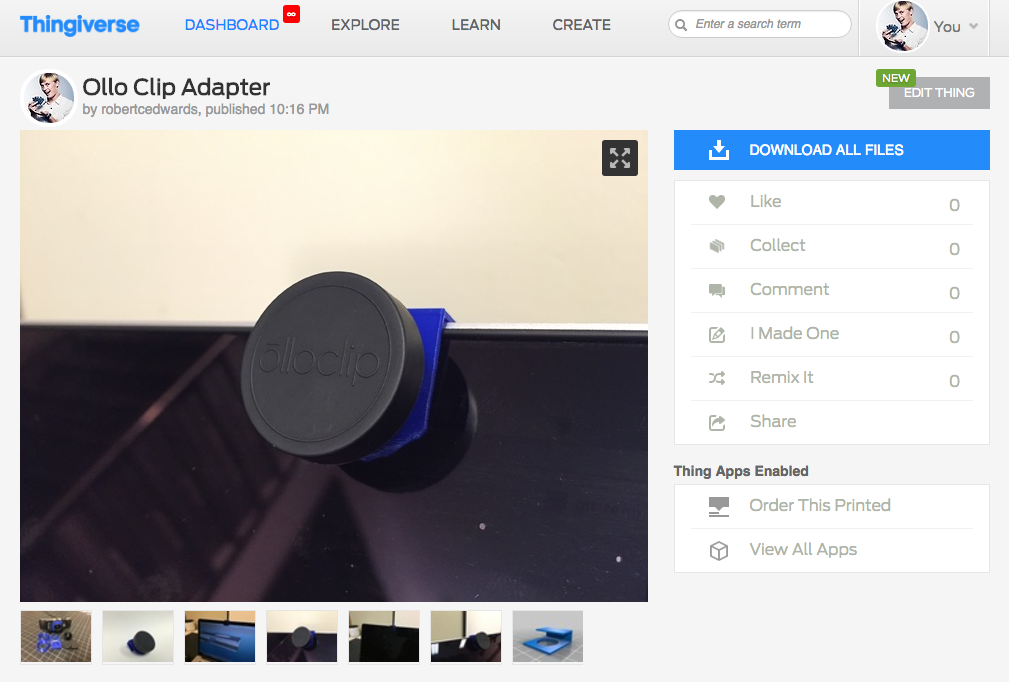 Thingiverse
DASHBOARD
∞
EXPLORE
LEARN
CREATE
Enter a search term
You
Ollo Clip Adapter
by robertcedwards, published 10:16 PM
NEW
EDIT THING
ōlloclip
DOWNLOAD ALL FILES
Like 0
Collect 0
Comment 0
I Made One 0
Remix It 0
Share
Thing Apps Enabled
Order This Printed
View All Apps